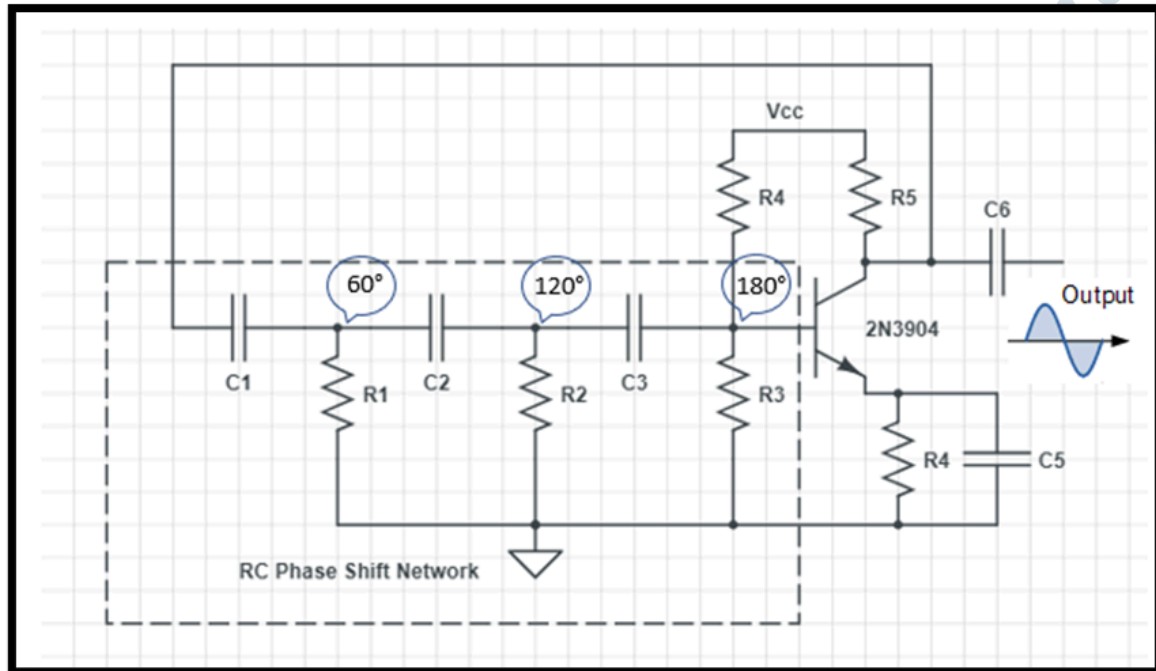 Vcc
R4
R5
C6
60°
120°
180°
Output
2N3904
C1
R1
C2
R2
C3
R3
R4
C5
RC Phase Shift Network